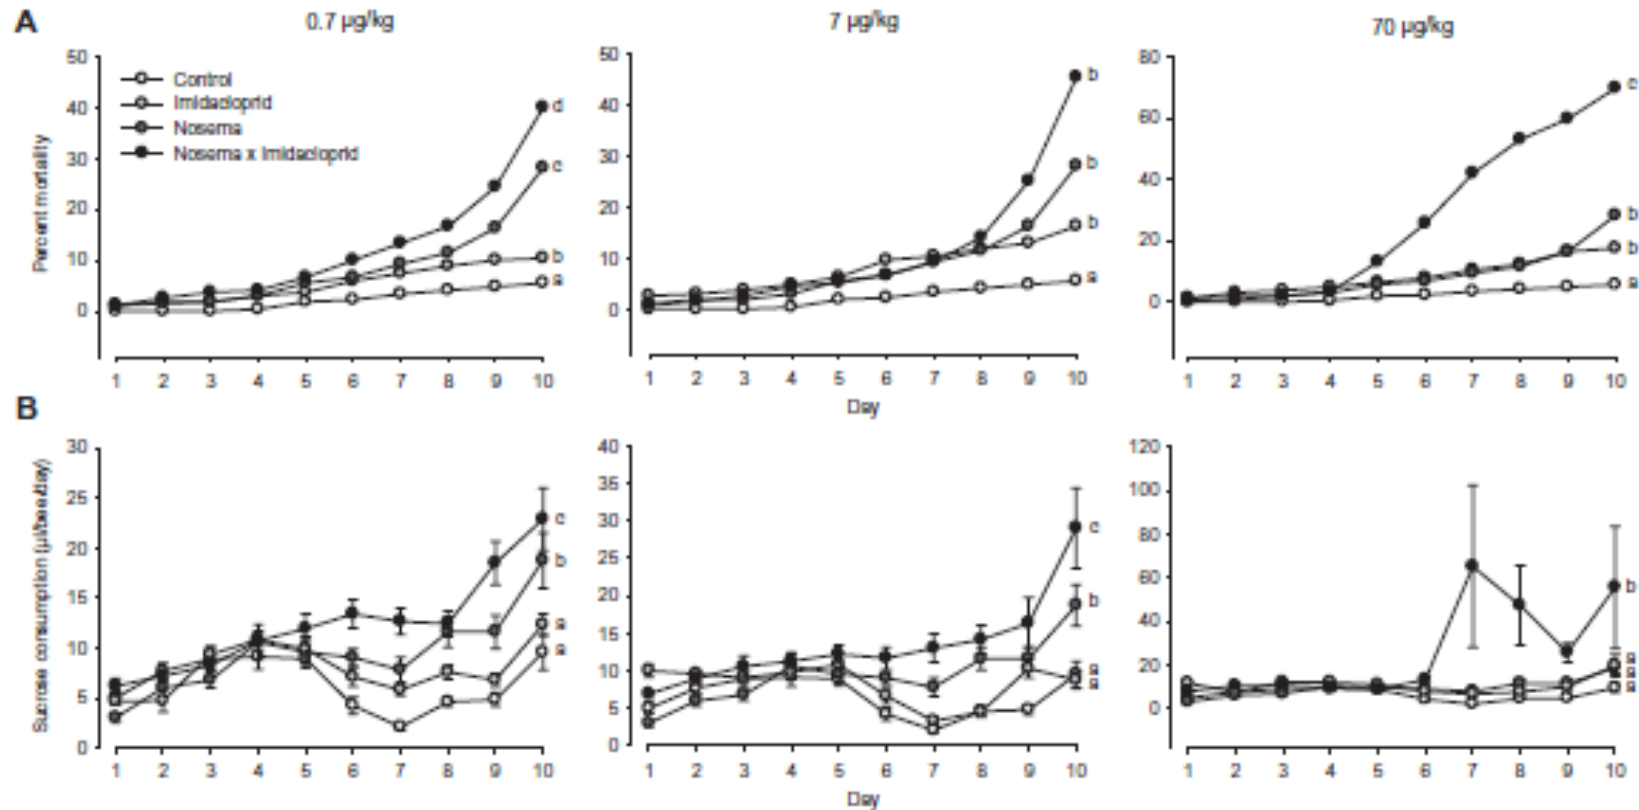 A
0.7 µg/kg
7 µg/kg
70 µg/kg
Percent mortality
50
40
30
20
10
0
Control
Imidacloprid
Nosema
Nosema x Imidacloprid
d
c
b
a
1 2 3 4 5 6 7 8 9 10
50
40
30
20
10
0
b
b
b
a
1 2 3 4 5 6 7 8 9 10
Day
80
60
40
20
0
c
b
b
a
1 2 3 4 5 6 7 8 9 10
B
Sucrose consumption (µl/bee/day)
30
25
20
15
10
5
0
c
b
a
a
1 2 3 4 5 6 7 8 9 10
40
35
30
25
20
15
10
5
0
c
b
a
a
1 2 3 4 5 6 7 8 9 10
Day
120
100
80
60
40
20
0
b
a
a
a
1 2 3 4 5 6 7 8 9 10